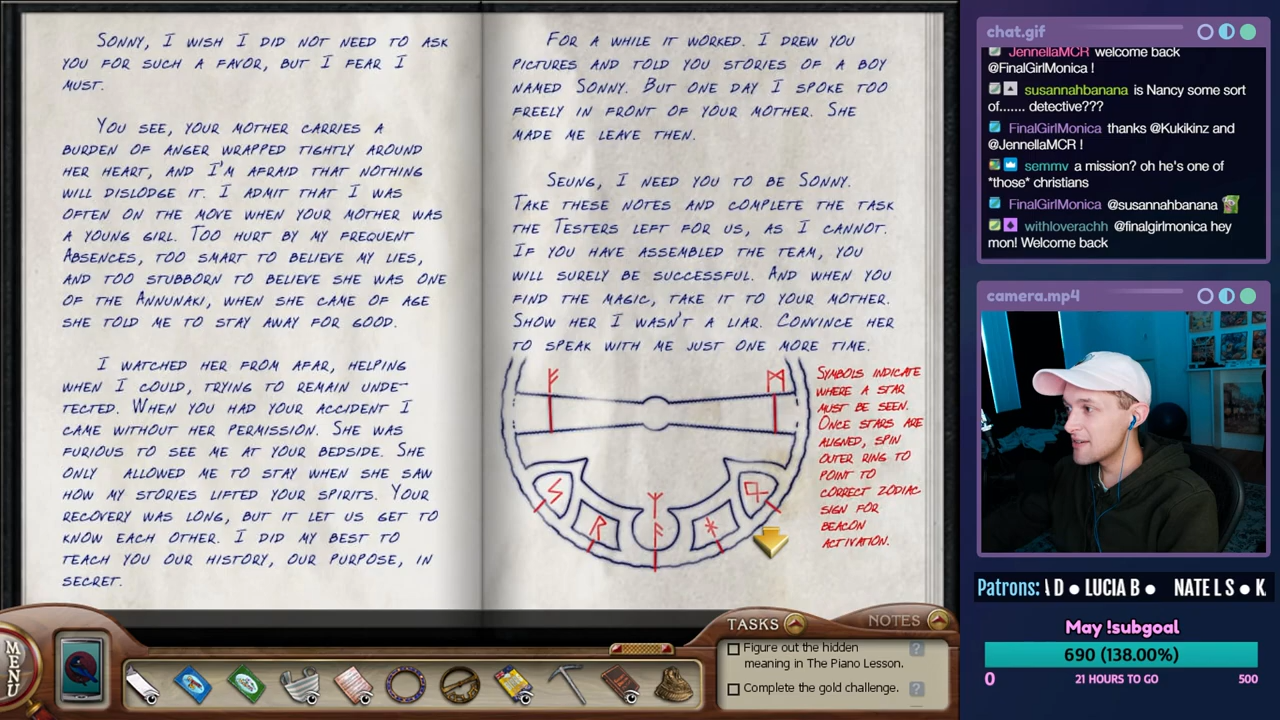 Sonny, I wish I did not need to ask
you for such a favor, but I fear I
must.
You see, your mother carries a
burden of anger wrapped tightly around
her heart, and I'm afraid that nothing
will dislodge it. I admit that I was
often on the move when your mother was
a young girl. Too hurt by my frequent
absences, too smart to believe my lies,
and too stubborn to believe she was one
of the Annunaki, when she came of age
she told me to stay away for good.
I watched her from afar, helping
when I could, trying to remain unde-
tected. When you had your accident I
came without her permission. She was
furious to see me at your bedside. She
only allowed me to stay when she saw
how my stories lifted your spirits. Your
recovery was long, but it let us get to
know each other. I did my best to
teach you our history, our purpose, in
secret.
For a while it worked. I drew you
pictures and told you stories of a boy
named Sonny. But one day I spoke too
freely in front of your mother. She
made me leave then.
Seung, I need you to be Sonny.
Take these notes and complete the task
the Testers left for us, as I cannot.
If you have assembled the team, you
will surely be successful. And when you
find the magic, take it to your mother.
Show her I wasn't a liar. Convince her
to speak with me just one more time.
Symbols indicate
where a star
must be seen.
Once stars are
aligned, spin
outer ring to
point to
correct zodiac
sign for
beacon
activation.
MENU
TASKS
NOTES
Figure out the hidden
meaning in The Piano Lesson.
?
Complete the gold challenge.
?
chat.gif
JennellaMCR welcome back
@FinalGirlMonica !
susannahbanana is Nancy some sort
of....... detective???
FinalGirlMonica thanks @Kukikinz and
@JennellaMCR !
semmv a mission? oh he's one of
*those* christians
FinalGirlMonica @susannahbanana
withloverachh @finalgirlmonica hey
mon! Welcome back
camera.mp4
Patrons: D ● LUCIA B ● NATE L S ● K
May !subgoal
690 (138.00%)
0 21 HOURS TO GO 500